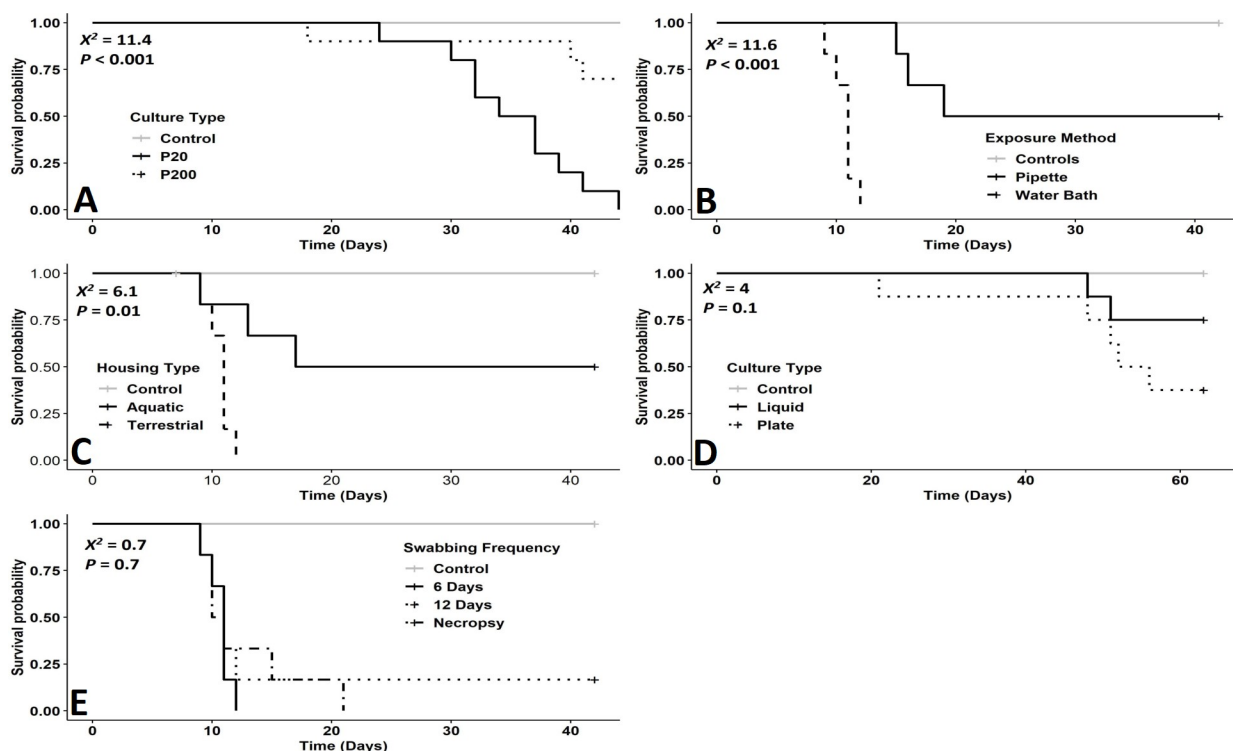 Survival probability
1.00
0.75
0.50
0.25
0.00
X² = 11.4
P < 0.001
Culture Type
Control
P20
P200
A
0 10 20 30 40
Time (Days)
Survival probability
1.00
0.75
0.50
0.25
0.00
X² = 11.6
P < 0.001
Exposure Method
Controls
Pipette
Water Bath
B
0 10 20 30 40
Time (Days)
Survival probability
1.00
0.75
0.50
0.25
0.00
X² = 6.1
P = 0.01
Housing Type
Control
Aquatic
Terrestrial
C
0 10 20 30 40
Time (Days)
Survival probability
1.00
0.75
0.50
0.25
0.00
X² = 4
P = 0.1
Culture Type
Control
Liquid
Plate
D
0 20 40 60
Time (Days)
Survival probability
1.00
0.75
0.50
0.25
0.00
X² = 0.7
P = 0.7
Swabbing Frequency
Control
6 Days
12 Days
Necropsy
E
0 10 20 30 40
Time (Days)